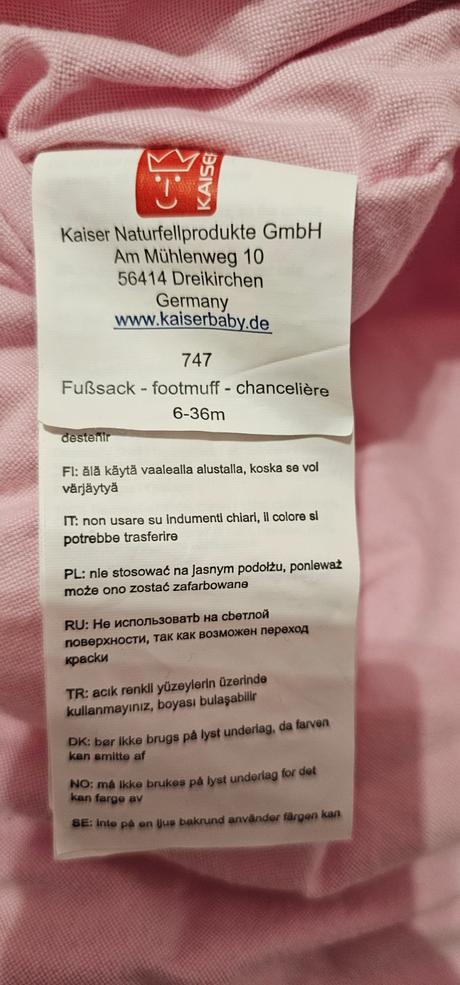 KAISER
Kaiser Naturfellprodukte GmbH
Am Mühlenweg 10
56414 Dreikirchen
Germany
www.kaiserbaby.de
747
Fußsack - footmuff - chancelière
6-36m
desteñir
FI: älä käytä vaalealla alustalla, koska se voi
värjäytyä
IT: non usare su indumenti chiari, il colore si
potrebbe trasferire
PL: nie stosować na jasnym podołżu, ponieważ
może ono zostać zafarbowane
RU: Не использоватb на сbетлой
поверхности, так как возможен переход
краски
TR: acık renkli yüzeylerin üzerinde
kullanmayınız, boyası bulaşabilir
DK: bør ikke brugs på lyst underlag, da farven
kan smitte af
NO: må ikke brukes på lyst underlag for det
kan farge av
SE: inte på en ljus bakrund använder färgen kan